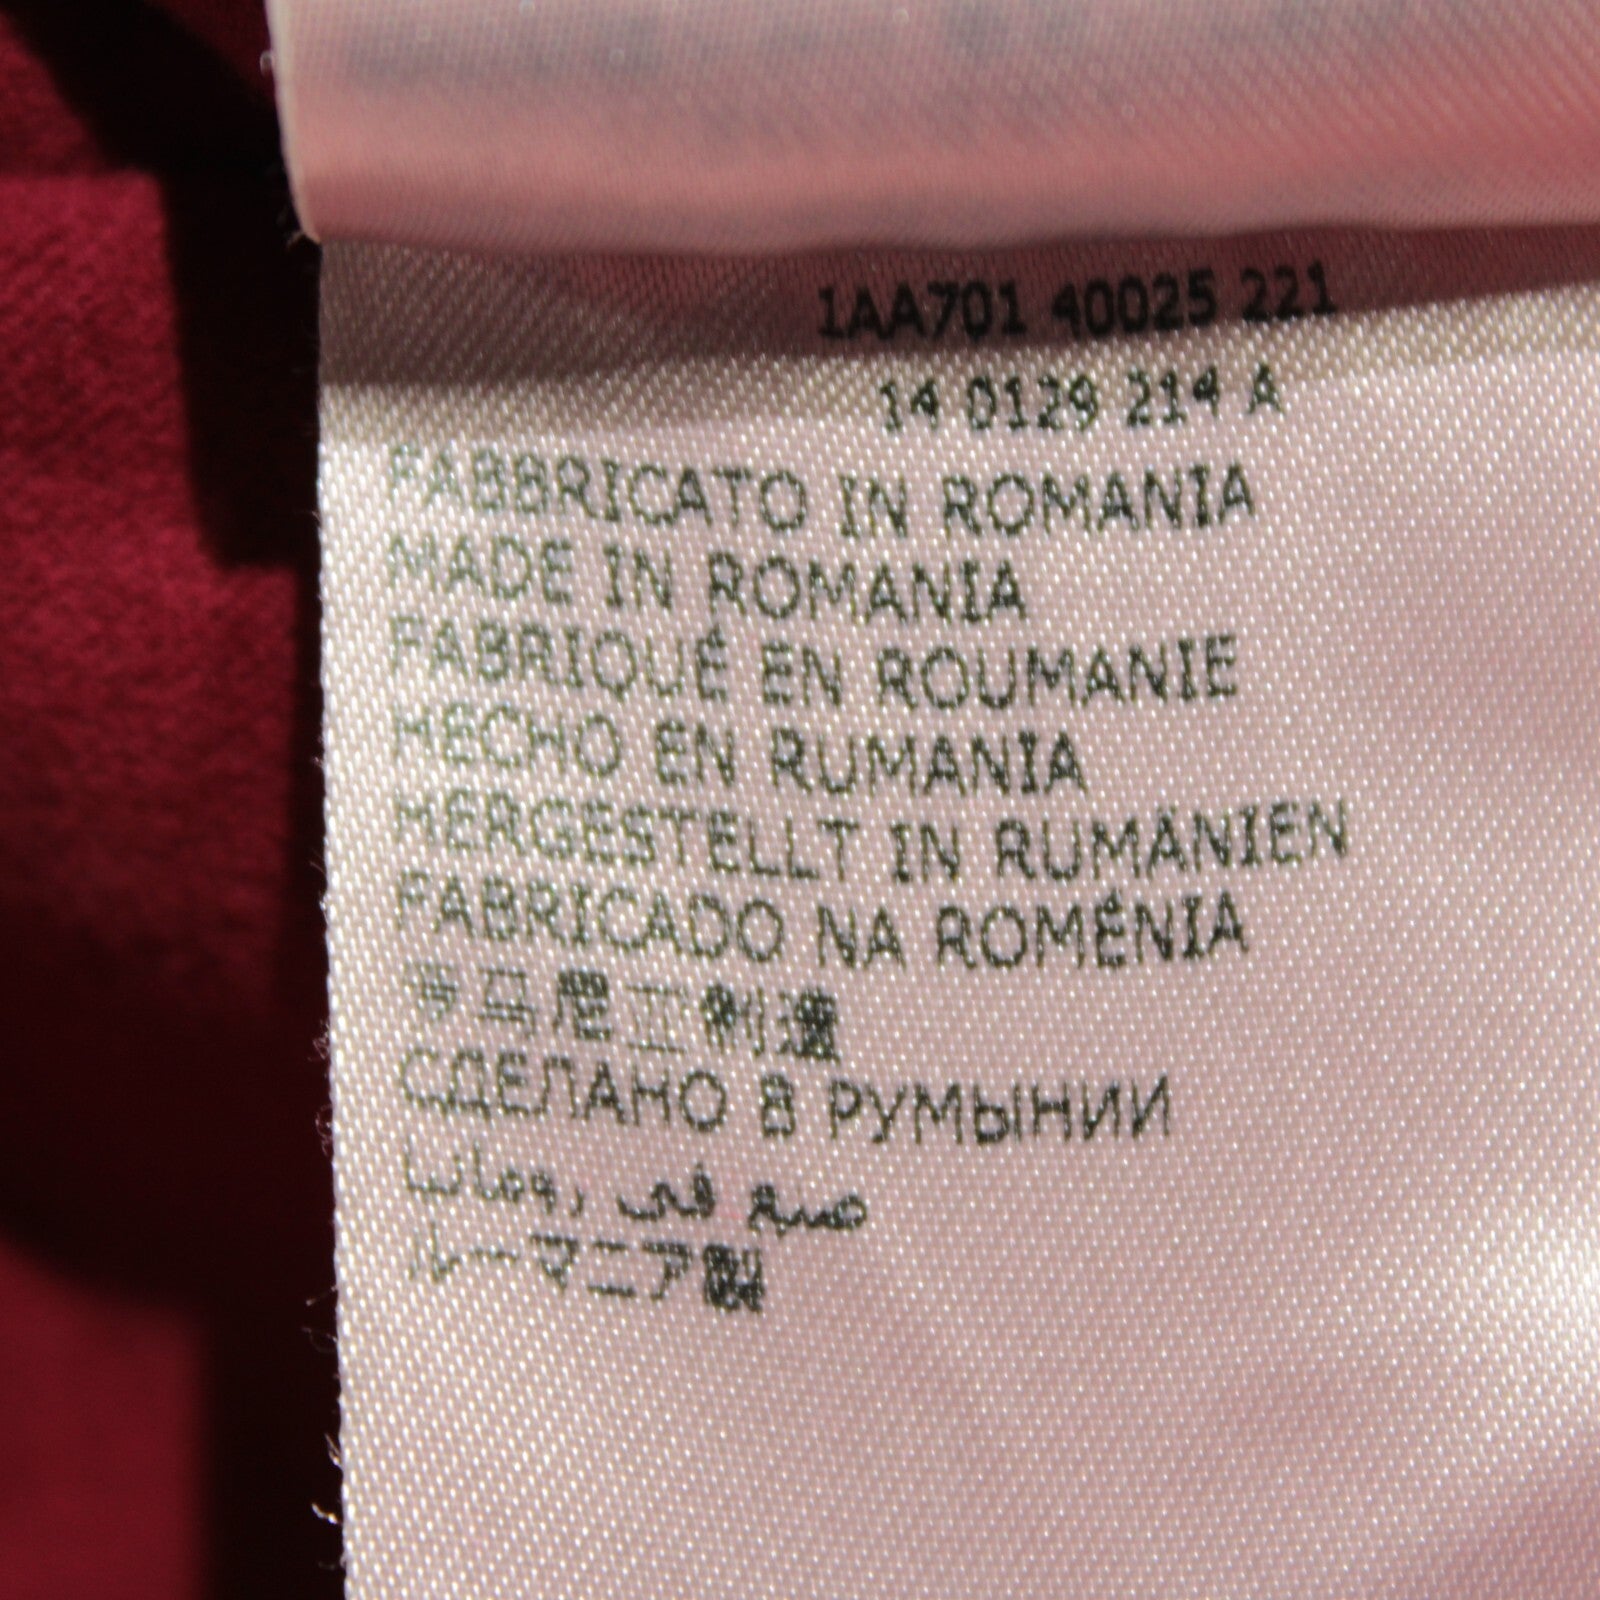 1AA701 40025 221
14 0129 214 A
FABBRICATO IN ROMANIA
MADE IN ROMANIA
FABRIQUÉ EN ROUMANIE
HECHO EN RUMANIA
HERGESTELLT IN RUMÄNIEN
FABRICADO NA ROMÉNIA
罗马尼亚制造
СДЕЛАНО В РУМЫНИИ
صنع في رومانيا
ルーマニア製